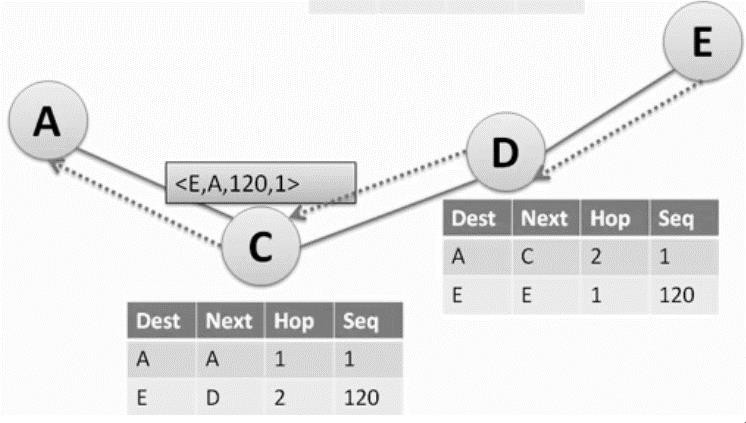 E
A
D
<E,A,120,1>
C
Dest Next Hop Seq
A C 2 1
E E 1 120
Dest Next Hop Seq
A A 1 1
E D 2 120